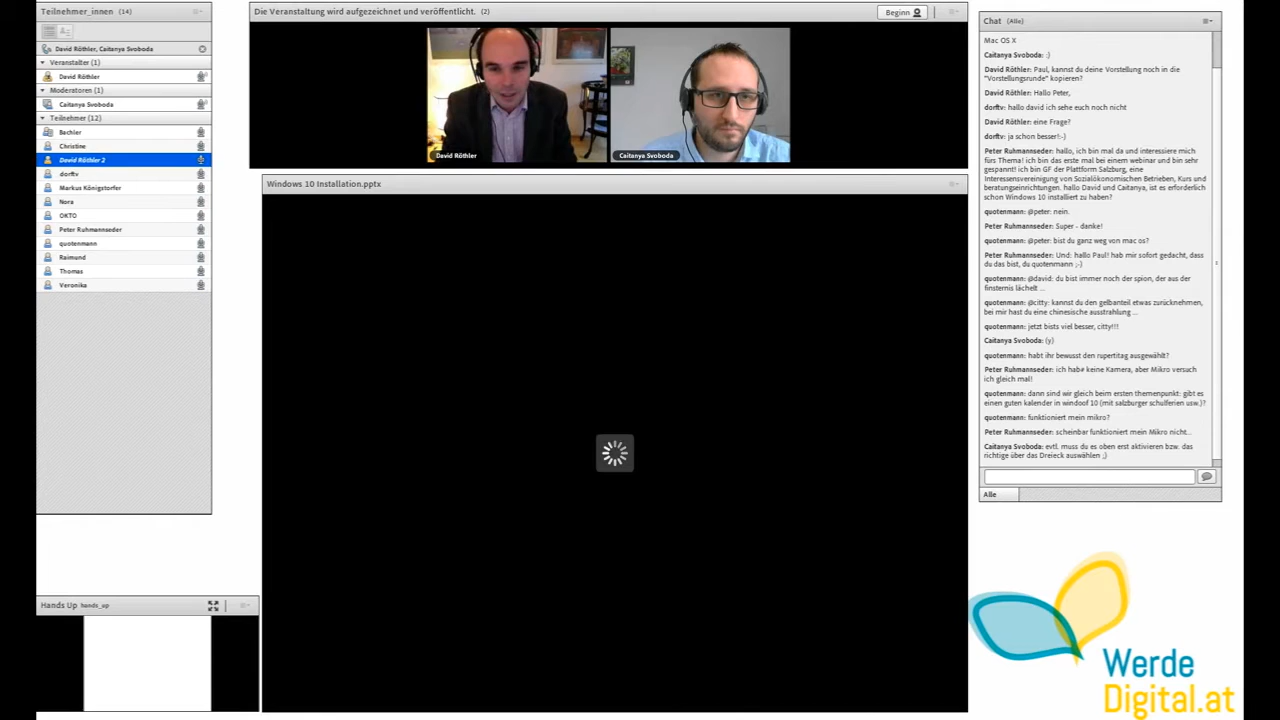 Teilnehmer_innen (14)
David Röthler, Caitanya Svoboda
Veranstalter (1)
David Röthler
Moderatoren (1)
Caitanya Svoboda
Teilnehmer (12)
Bechler
Christine
David Röthler 2
dorftv
Markus Königstorfer
Nora
OKTO
Peter Ruhmannseder
quotenmann
Raimund
Thomas
Veronika
Hands Up hands_up
Die Veranstaltung wird aufgezeichnet und veröffentlicht. (2)
Beginn
David Röthler
Caitanya Svoboda
Windows 10 Installation.pptx
Chat (Alle)
Mac OS X
Caitanya Svoboda: :)
David Röthler: Paul, kannst du deine Vorstellung noch in die
"Vorstellungsrunde" kopieren?
David Röthler: Hallo Peter,
dorftv: hallo david ich sehe euch noch nicht
David Röthler: eine Frage?
dorftv: ja schon besser!:-)
Peter Ruhmannseder: hallo, ich bin mal da und interessiere mich
fürs Thema! ich bin das erste mal bei einem webinar und bin sehr
gespannt! ich bin GF der Plattform Salzburg, eine
Interessensvereinigung von Sozialökonomischen Betrieben, Kurs und
beratungseinrichtungen. hallo David und Caitanya, ist es erforderlich
schon Windows 10 installiert zu haben?
quotenmann: @peter: nein.
Peter Ruhmannseder: Super - danke!
quotenmann: @peter: bist du ganz weg von mac os?
Peter Ruhmannseder: Und: hallo Paul! hab mir sofort gedacht, dass
du das bist, du quotenmann ;-)
quotenmann: @david: du bist immer noch der spion, der aus der
finsternis lächelt ...
quotenmann: @citty: kannst du den gelbanteil etwas zurücknehmen,
bei mir hast du eine chinesische ausstrahlung ...
quotenmann: jetzt bists viel besser, citty!!!
Caitanya Svoboda: (y)
quotenmann: habt ihr bewusst den rupertitag ausgewählt?
Peter Ruhmannseder: ich hab# keine Kamera, aber Mikro versuch
ich gleich mal!
quotenmann: dann sind wir gleich beim ersten themenpunkt: gibt es
einen guten kalender in windoof 10 (mit salzburger schulferien usw.)?
quotenmann: funktioniert mein mikro?
Peter Ruhmannseder: scheinbar funktioniert mein Mikro nicht...
Caitanya Svoboda: evtl. muss du es oben erst aktivieren bzw. das
richtige über das Dreieck auswählen ;)
Alle
Werde
Digital.at